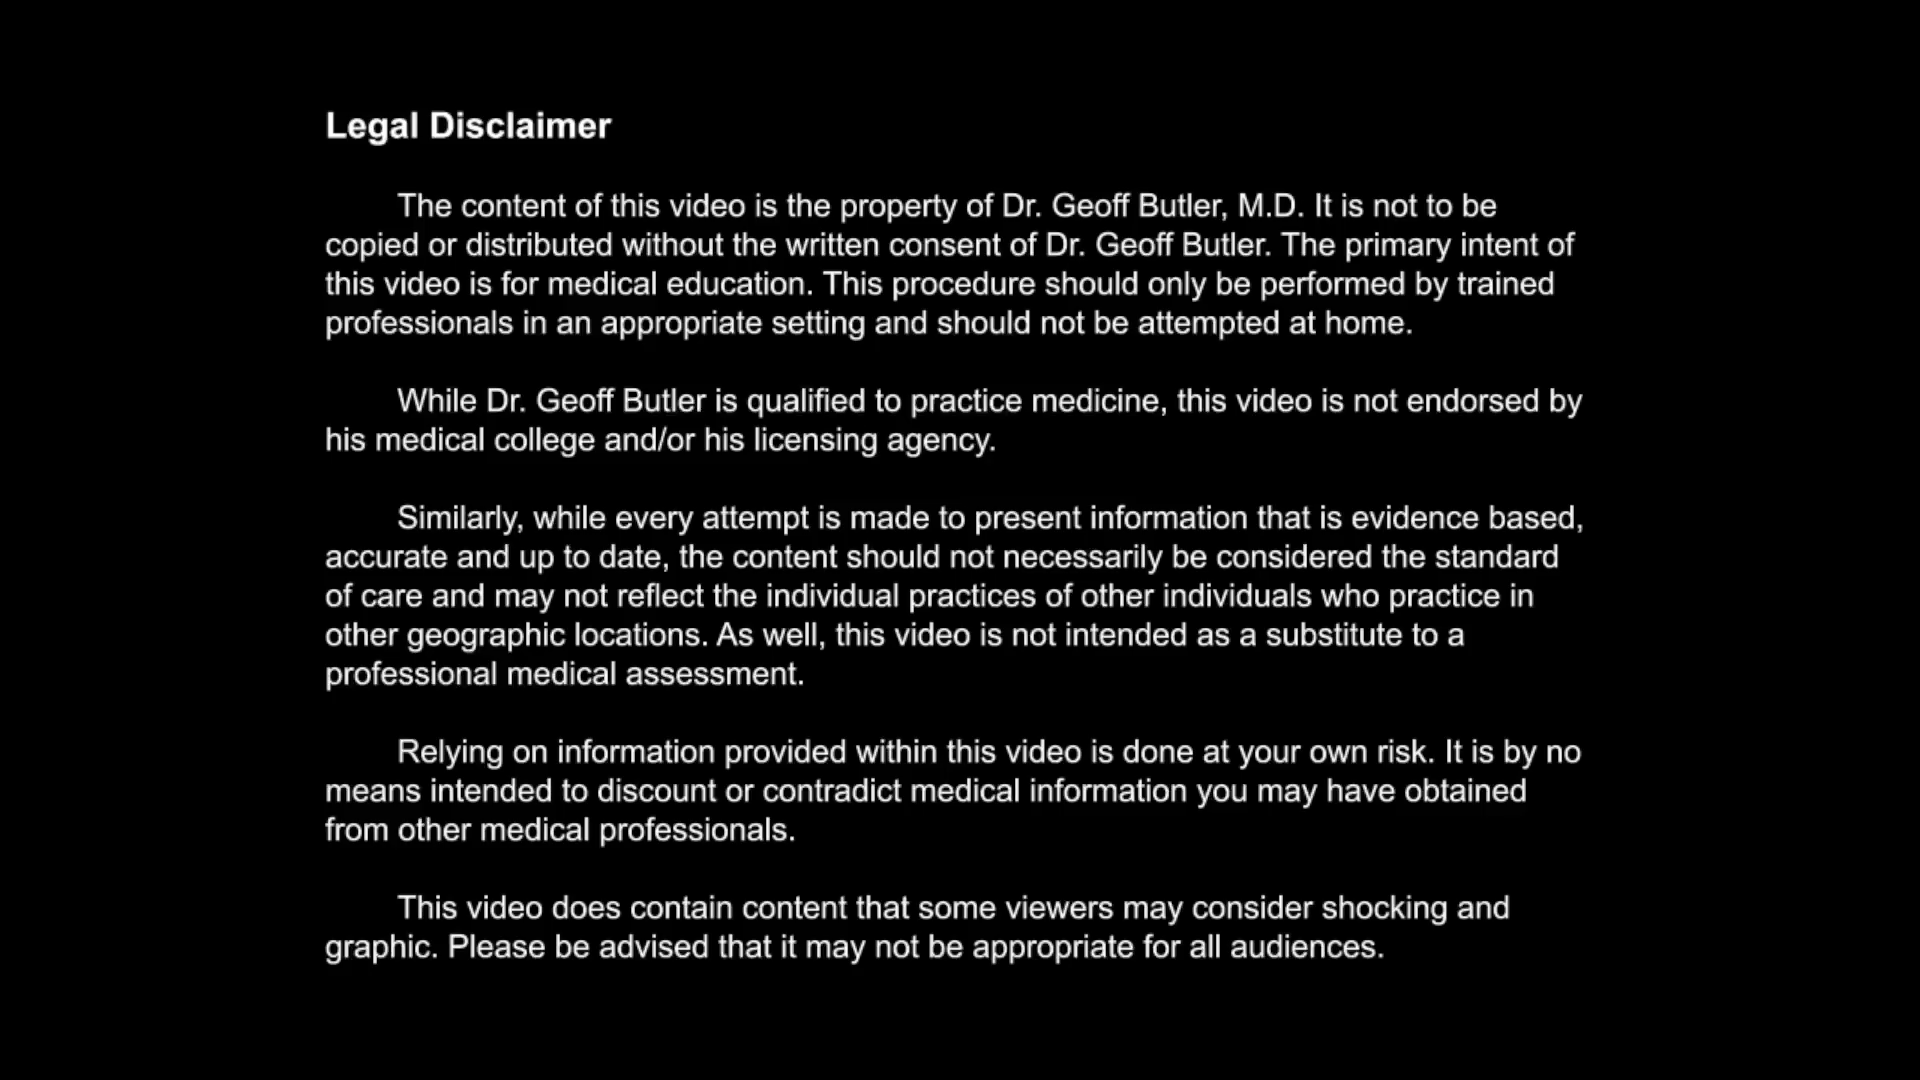 Legal Disclaimer
The content of this video is the property of Dr. Geoff Butler, M.D. It is not to be
copied or distributed without the written consent of Dr. Geoff Butler. The primary intent of
this video is for medical education. This procedure should only be performed by trained
professionals in an appropriate setting and should not be attempted at home.
While Dr. Geoff Butler is qualified to practice medicine, this video is not endorsed by
his medical college and/or his licensing agency.
Similarly, while every attempt is made to present information that is evidence based,
accurate and up to date, the content should not necessarily be considered the standard
of care and may not reflect the individual practices of other individuals who practice in
other geographic locations. As well, this video is not intended as a substitute to a
professional medical assessment.
Relying on information provided within this video is done at your own risk. It is by no
means intended to discount or contradict medical information you may have obtained
from other medical professionals.
This video does contain content that some viewers may consider shocking and
graphic. Please be advised that it may not be appropriate for all audiences.